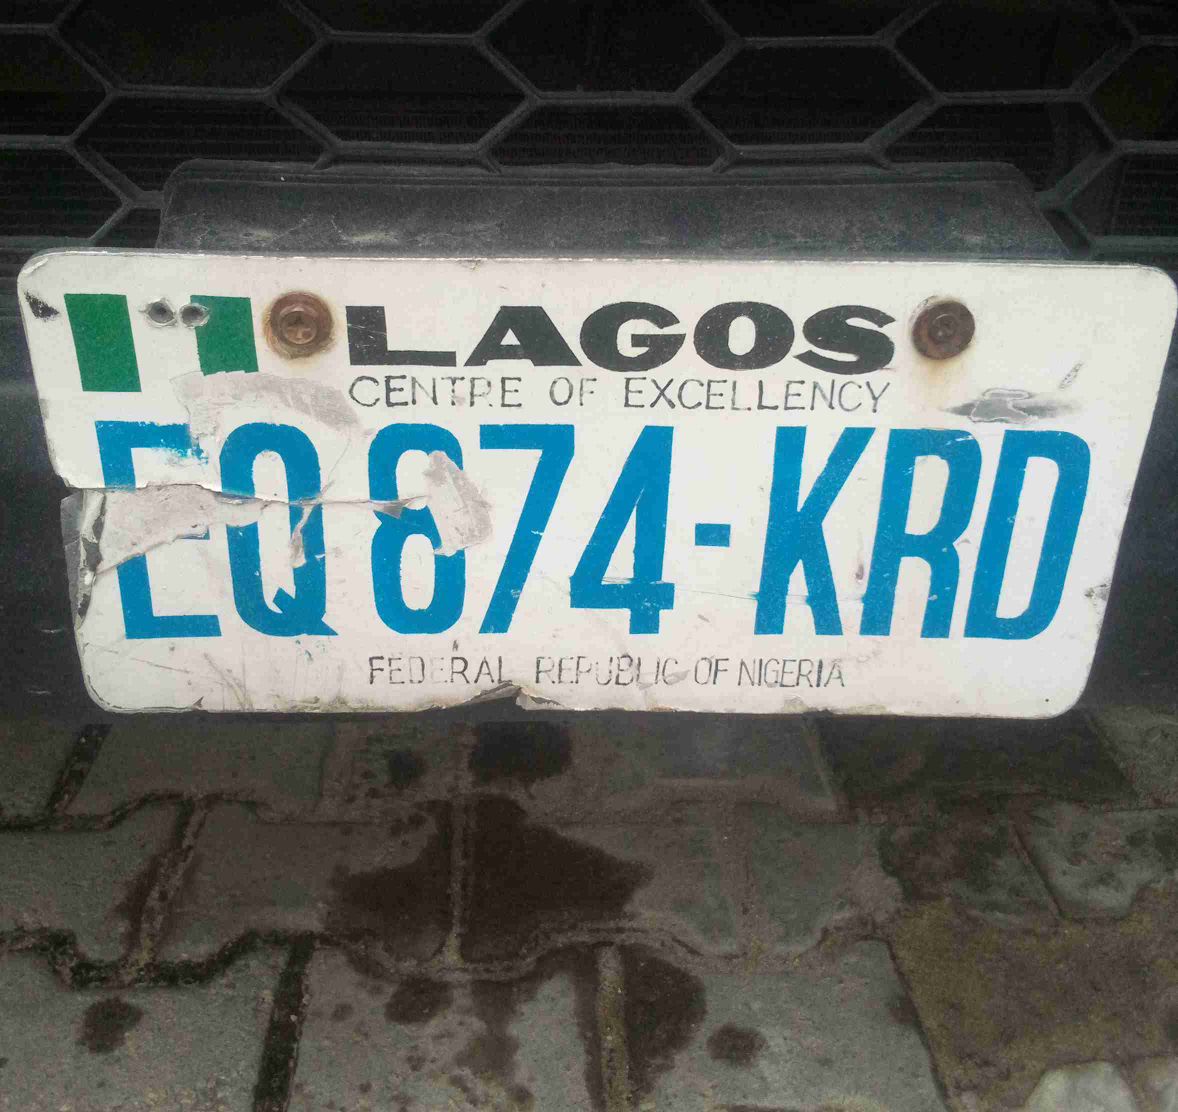 LAGOS
CENTRE OF EXCELLENCY
EQ 874-KRD
FEDERAL REPUBLIC OF NIGERIA